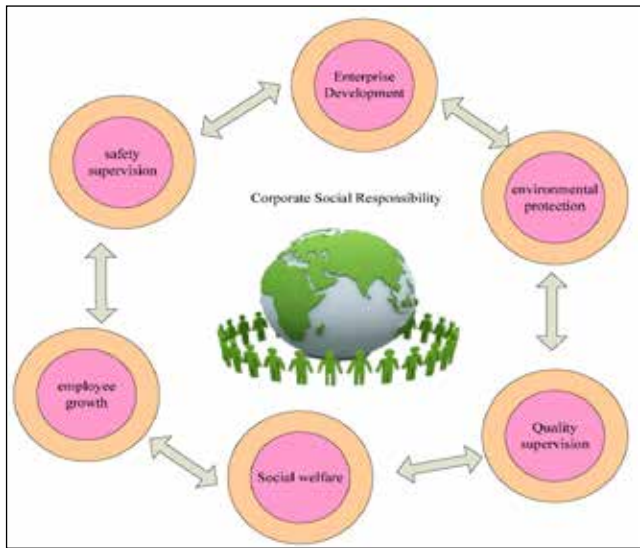 Enterprise
Development
safety
supervision
environmental
protection
Corporate Social Responsibility
employee
growth
Quality
supervision
Social welfare